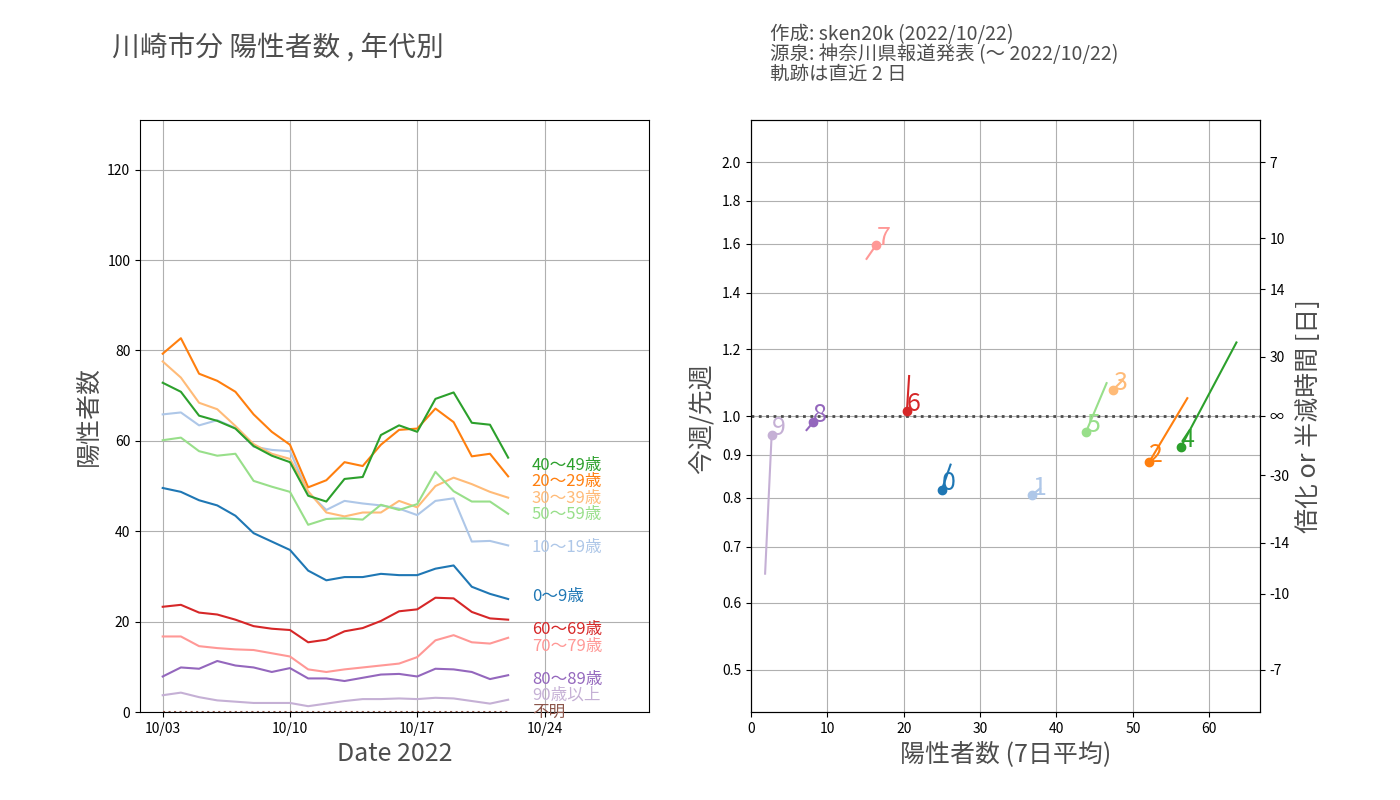 川崎市分 陽性者数 , 年代別
作成: sken20k (2022/10/22)
源泉: 神奈川県報道発表 (～ 2022/10/22)
軌跡は直近 2 日
陽性者数
120
100
80
60
40
20
0
10/03
10/10
10/17
10/24
Date 2022
40～49歳
20～29歳
30～39歳
50～59歳
10～19歳
0～9歳
60～69歳
70～79歳
80～89歳
90歳以上
不明
今週/先週
2.0
1.8
1.6
1.4
1.2
1.0
0.9
0.8
0.7
0.6
0.5
0
10
20
30
40
50
60
陽性者数 (7日平均)
7
6
3
8
9
5
4
2
0
1
7
10
14
30
∞
-30
-14
-10
-7
倍化 or 半減時間 [日]